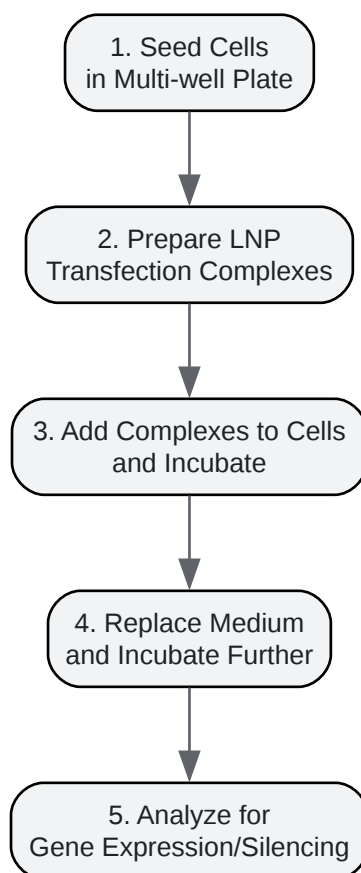 1. Seed Cells
in Multi-well Plate
2. Prepare LNP
Transfection Complexes
3. Add Complexes to Cells
and Incubate
4. Replace Medium
and Incubate Further
5. Analyze for
Gene Expression/Silencing